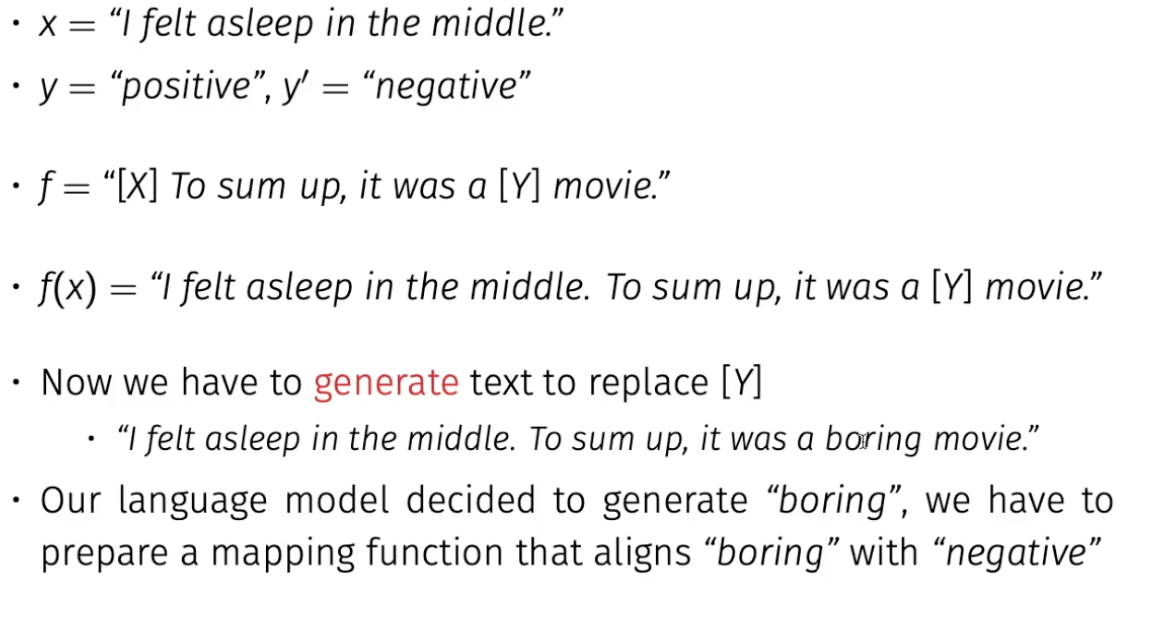 • x = “I felt asleep in the middle.”
• y = “positive”, y′ = “negative”
• f = “[X] To sum up, it was a [Y] movie.”
• f(x) = “I felt asleep in the middle. To sum up, it was a [Y] movie.”
• Now we have to generate text to replace [Y]
• “I felt asleep in the middle. To sum up, it was a boring movie.”
• Our language model decided to generate “boring”, we have to
prepare a mapping function that aligns “boring” with “negative”